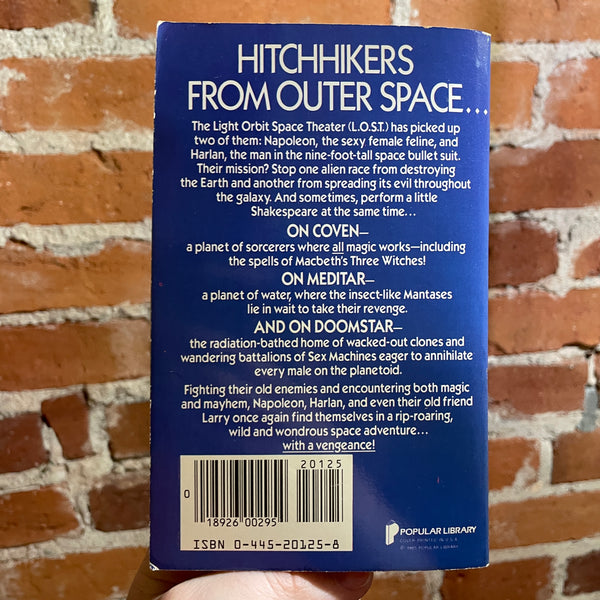 HITCHHIKERS
FROM OUTER SPACE...
The Light Orbit Space Theater (L.O.S.T.) has picked up
two of them: Napoleon, the sexy female feline, and
Harlan, the man in the nine-foot-tall space bullet suit.
Their mission? Stop one alien race from destroying
the Earth and another from spreading its evil throughout
the galaxy. And sometimes, perform a little
Shakespeare at the same time...
ON COVEN—
a planet of sorcerers where all magic works—including
the spells of Macbeth's Three Witches!
ON MEDITAR—
a planet of water, where the insect-like Mantases
lie in wait to take their revenge.
AND ON DOOMSTAR—
the radiation-bathed home of wacked-out clones and
wandering battalions of Sex Machines eager to annihilate
every male on the planetoid.
Fighting their old enemies and encountering both magic
and mayhem, Napoleon, Harlan, and even their old friend
Larry once again find themselves in a rip-roaring,
wild and wondrous space adventure...
with a vengeance!
20125
0
18926 00295
ISBN 0-445-20125-8
POPULAR LIBRARY
COVER PRINTED IN U.S.A.
© 1985 POPULAR LIBRARY